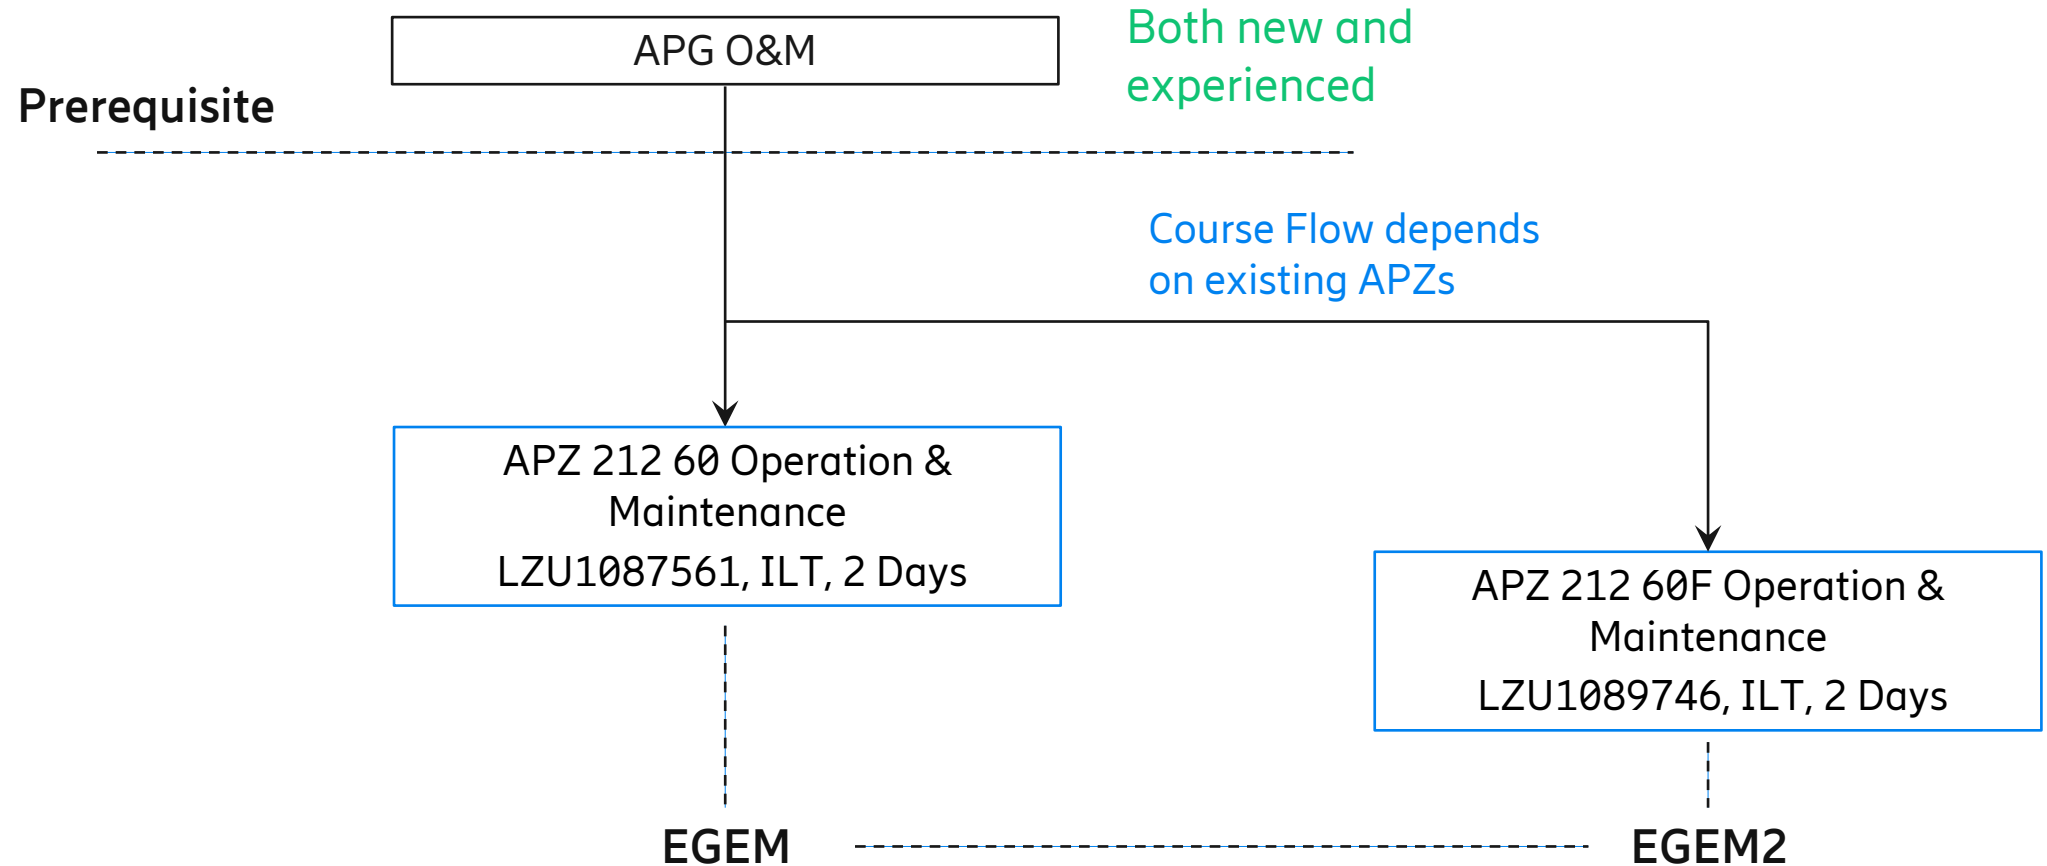 APG O&M
Both new and
experienced
Prerequisite
Course Flow depends
on existing APZs
APZ 212 60 Operation &
Maintenance
LZU1087561, ILT, 2 Days
APZ 212 60F Operation &
Maintenance
LZU1089746, ILT, 2 Days
EGEM
EGEM2